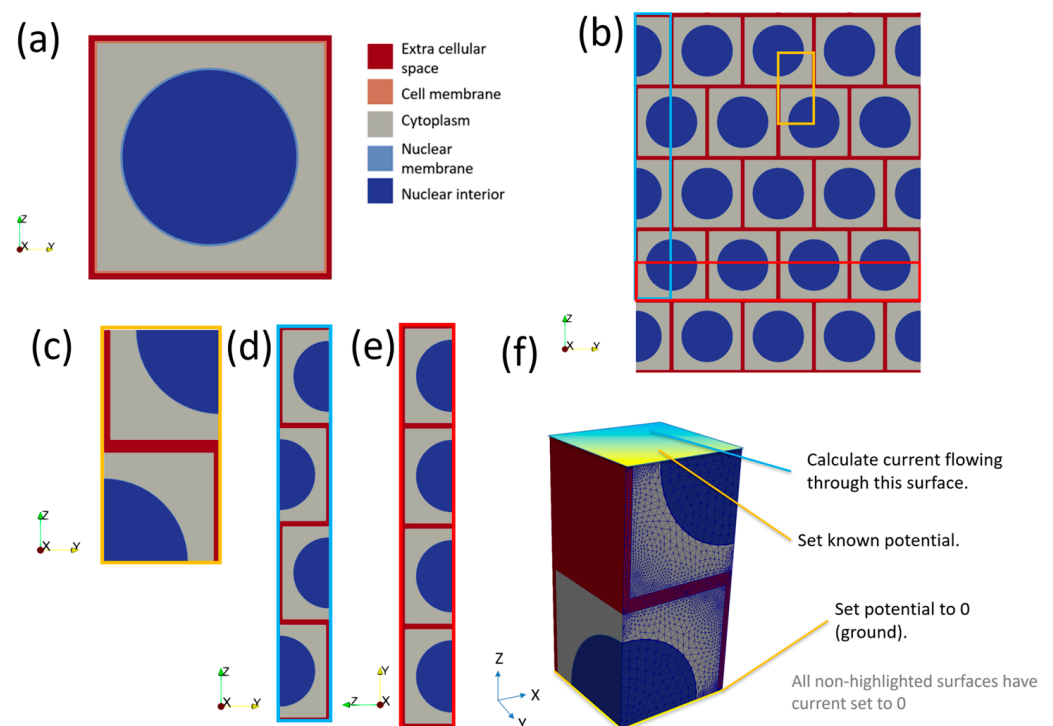 (a)
Extra cellular
space
Cell membrane
Cytoplasm
Nuclear
membrane
Nuclear interior
Z
X
Y
(b)
Z
X
Y
(c)
Z
X
Y
(d)
Z
X
Y
(e)
Y
Z
X
(f)
Calculate current flowing
through this surface.
Set known potential.
Set potential to 0
(ground).
All non-highlighted surfaces have
current set to 0
Z
X
Y